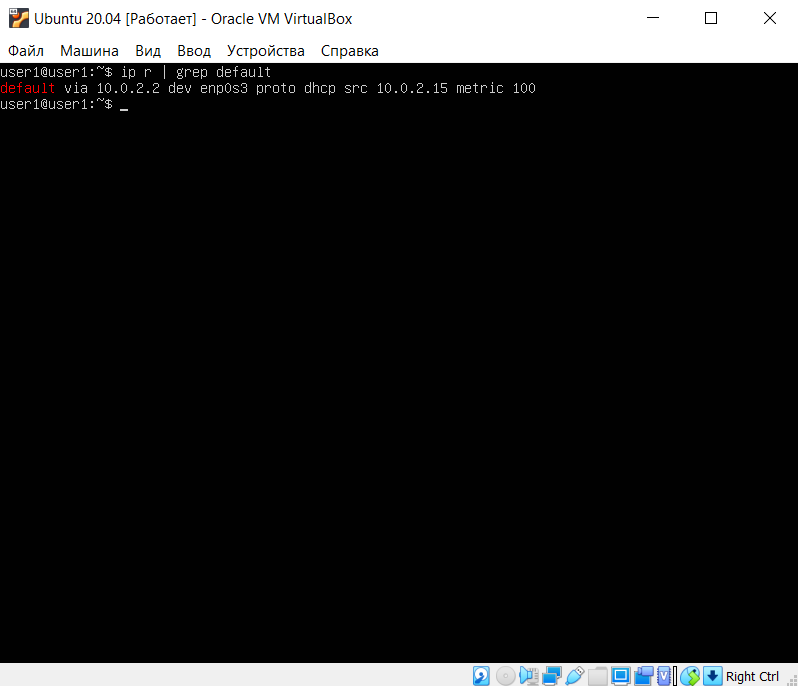 Ubuntu 20.04 [Работает] - Oracle VM VirtualBox
Файл Машина Вид Ввод Устройства Справка
user1@user1:~$ ip r | grep default
default via 10.0.2.2 dev enp0s3 proto dhcp src 10.0.2.15 metric 100
user1@user1:~$ _
Right Ctrl